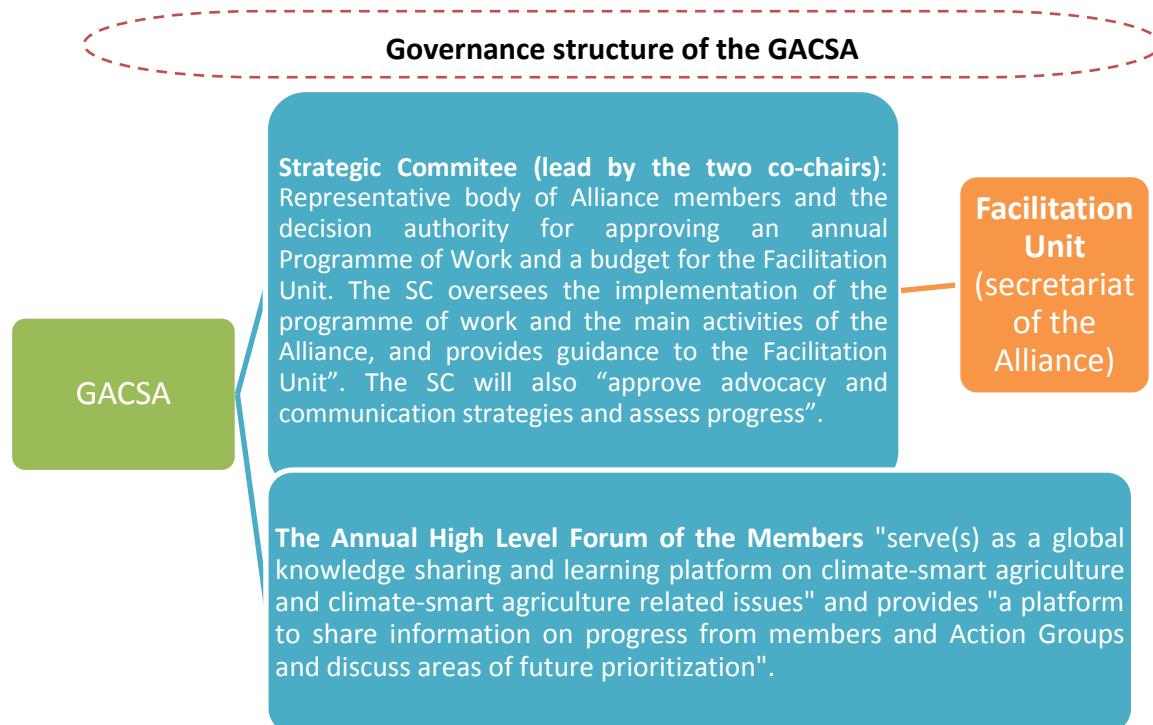 Governance structure of the GACSA
Strategic Commitee (lead by the two co-chairs):
Representative body of Alliance members and the
decision authority for approving an annual
Programme of Work and a budget for the Facilitation
Unit. The SC oversees the implementation of the
programme of work and the main activities of the
Alliance, and provides guidance to the Facilitation
Unit”. The SC will also “approve advocacy and
communication strategies and assess progress”.
Facilitation
Unit
(secretariat
of the
Alliance)
GACSA
The Annual High Level Forum of the Members "serve(s) as a global
knowledge sharing and learning platform on climate-smart agriculture
and climate-smart agriculture related issues" and provides "a platform
to share information on progress from members and Action Groups
and discuss areas of future prioritization".